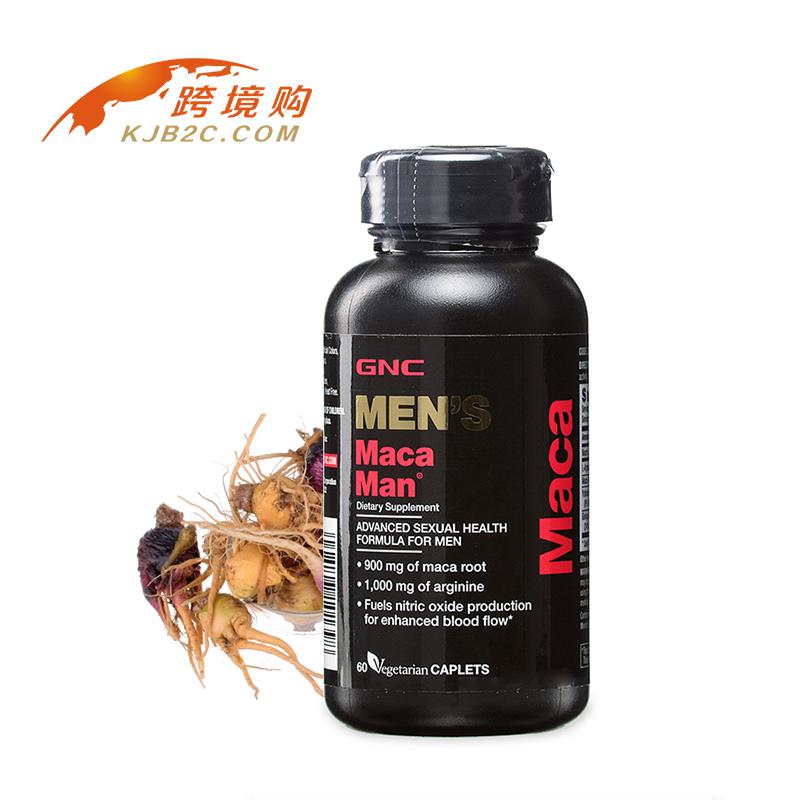 跨境购
KJB2C.COM
GNC
MEN'S
Maca
Man®
Dietary Supplement
ADVANCED SEXUAL HEALTH
FORMULA FOR MEN
• 900 mg of maca root
• 1,000 mg of arginine
• Fuels nitric oxide production
for enhanced blood flow*
60 Vegetarian CAPLETS
Maca